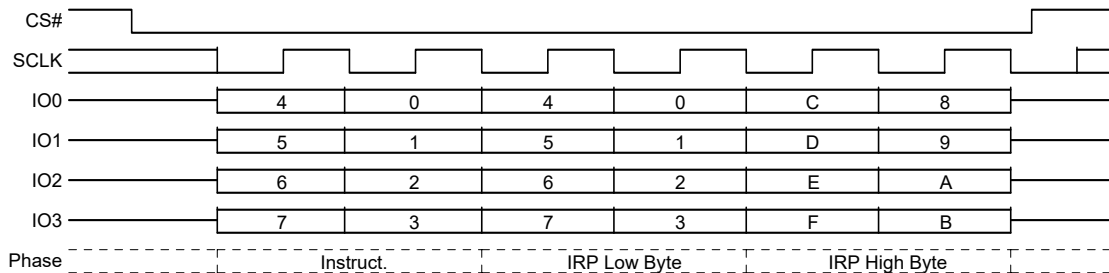 CS#
SCLK
IO0 4 0 4 0 C 8
IO1 5 1 5 1 D 9
IO2 6 2 6 2 E A
IO3 7 3 7 3 F B
Phase Instruct. IRP Low Byte IRP High Byte